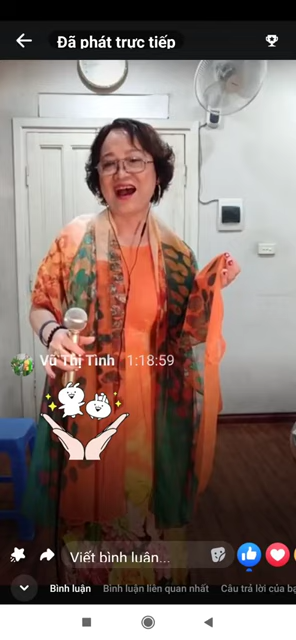 Đã phát trực tiếp
Vũ Thị Tình 1:18:59
Viết bình luận...
Bình luận Bình luận liên quan nhất Câu trả lời của bạ